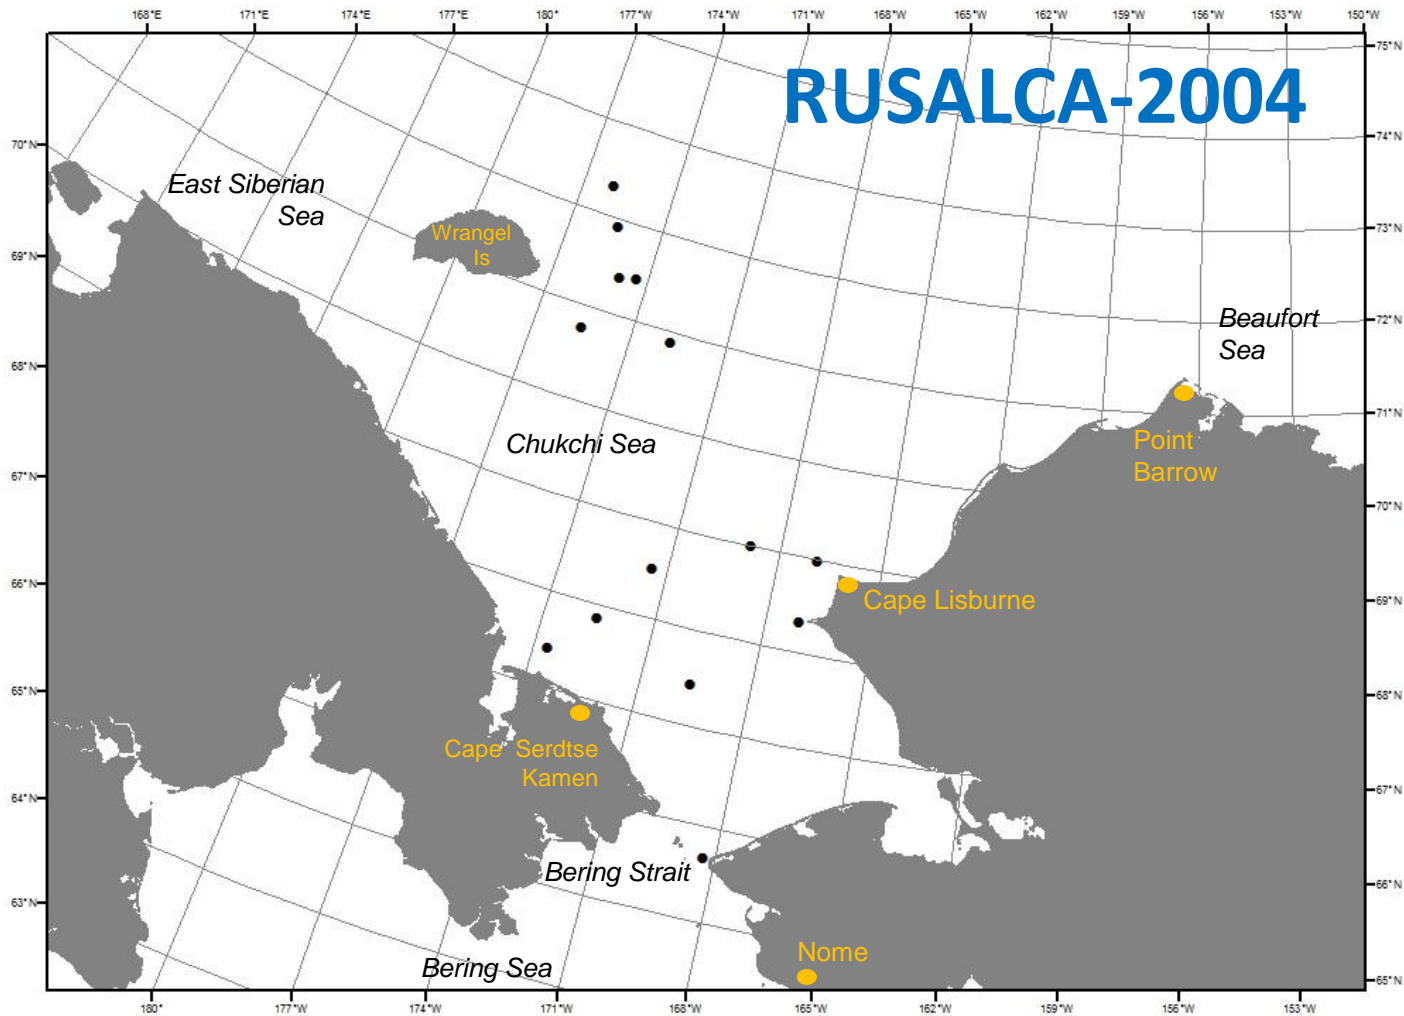 168°E 171°E 174°E 177°E 180° 177°W 174°W 171°W 168°W 165°W 162°W 159°W 156°W 153°W 150°W
75°N
RUSALCA-2004
74°N
70°N
East Siberian
Sea
73°N
Wrangel
Is
69°N
72°N
Beaufort
Sea
68°N
71°N
Point
Barrow
Chukchi Sea
67°N
70°N
66°N
69°N
Cape Lisburne
65°N
68°N
Cape Serdtse
Kamen
67°N
64°N
Bering Strait
66°N
63°N
Nome
Bering Sea
65°N
180° 177°W 174°W 171°W 168°W 165°W 162°W 159°W 156°W 153°W